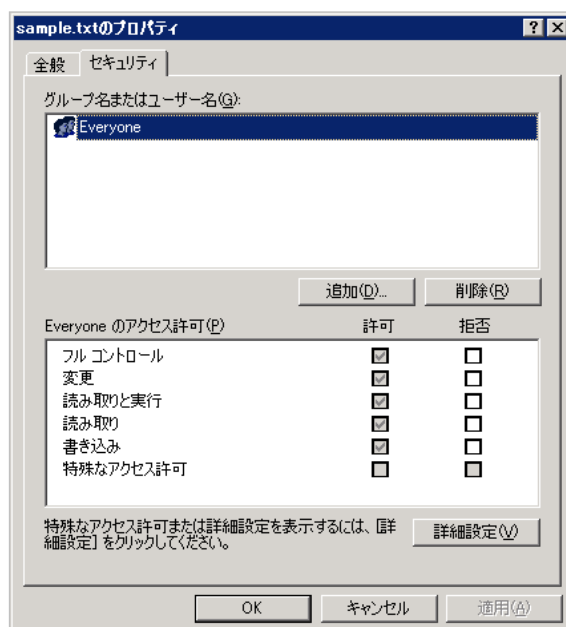 sample.txtのプロパティ
全般 セキュリティ
グループ名またはユーザー名(G):
Everyone
追加(D)... 削除(R)
Everyone のアクセス許可(P) 許可 拒否
フル コントロール
変更
読み取りと実行
読み取り
書き込み
特殊なアクセス許可
特殊なアクセス許可または詳細設定を表示するには、[詳
細設定] をクリックしてください。
詳細設定(V)
OK キャンセル 適用(A)